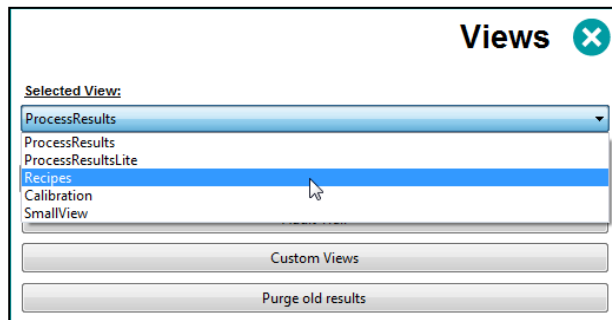 Views
Selected View:
ProcessResults
ProcessResults
ProcessResultsLite
Recipes
Calibration
SmallView
Custom Views
Purge old results